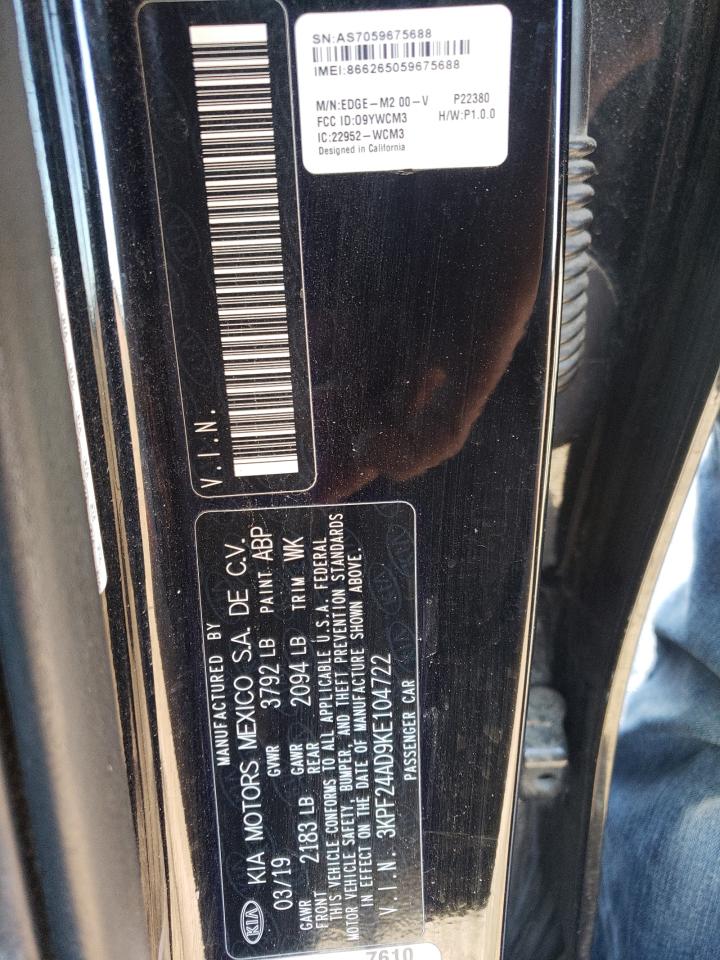 SN:AS7059675688
IMEI:866265059675688
M/N:EDGE-M2 00-V P22380
FCC ID:O9YWCM3 H/W:P1.0.0
IC:22952-WCM3
Designed in California
V.I.N.
MANUFACTURED BY
KIA KIA MOTORS MEXICO S.A. DE C.V.
03/19 GVWR 3792 LB PAINT ABP
GAWR FRONT 2183 LB GAWR REAR 2094 LB TRIM WK
THIS VEHICLE CONFORMS TO ALL APPLICABLE U.S.A. FEDERAL
MOTOR VEHICLE SAFETY, BUMPER, AND THEFT PREVENTION STANDARDS
IN EFFECT ON THE DATE OF MANUFACTURE SHOWN ABOVE.
V.I.N. 3KPF24AD9KE104722
PASSENGER CAR
7610